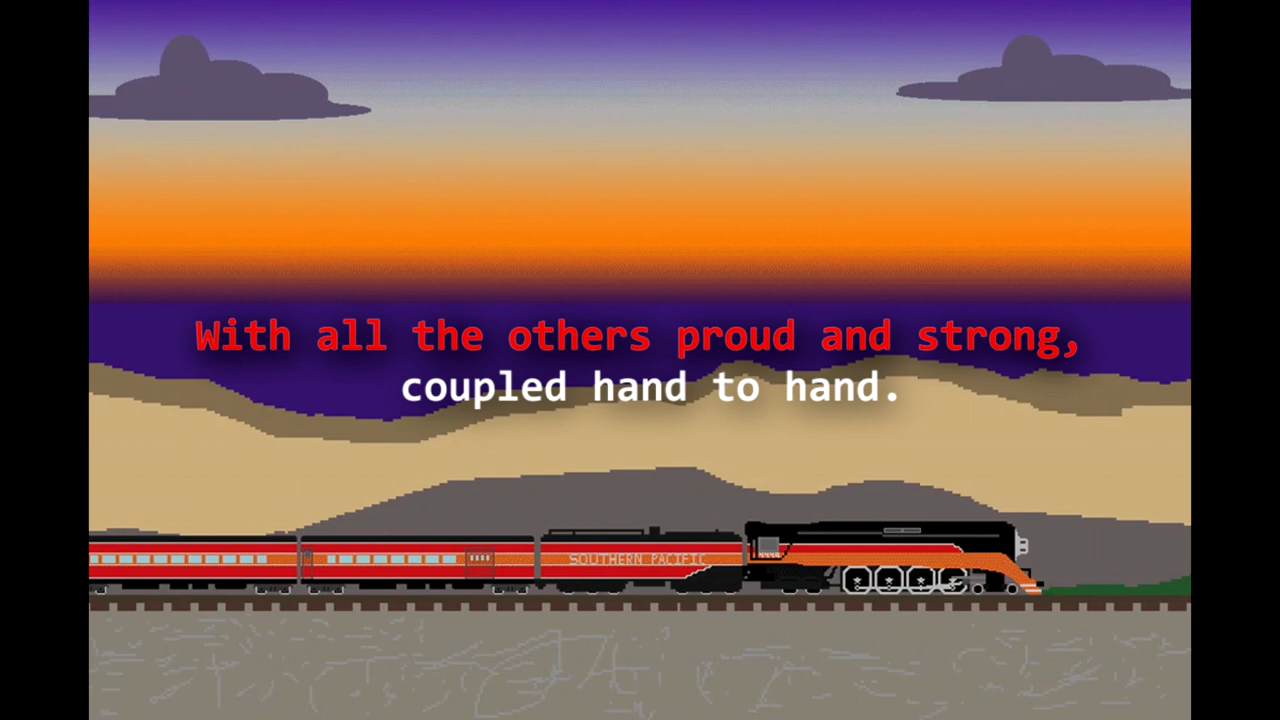 With all the others proud and strong,
coupled hand to hand.
SOUTHERN PACIFIC